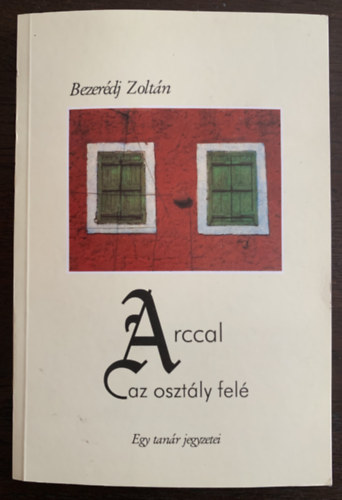 Bezerédj Zoltán
Arccal
az osztály felé
Egy tanár jegyzetei